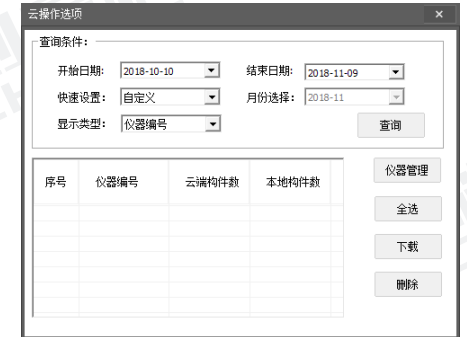 云操作选项
查询条件：
开始日期： 2018-10-10 结束日期： 2018-11-09
快速设置： 自定义 月份选择： 2018-11
显示类型： 仪器编号 查询
序号 仪器编号 云端构件数 本地构件数
仪器管理
全选
下载
删除